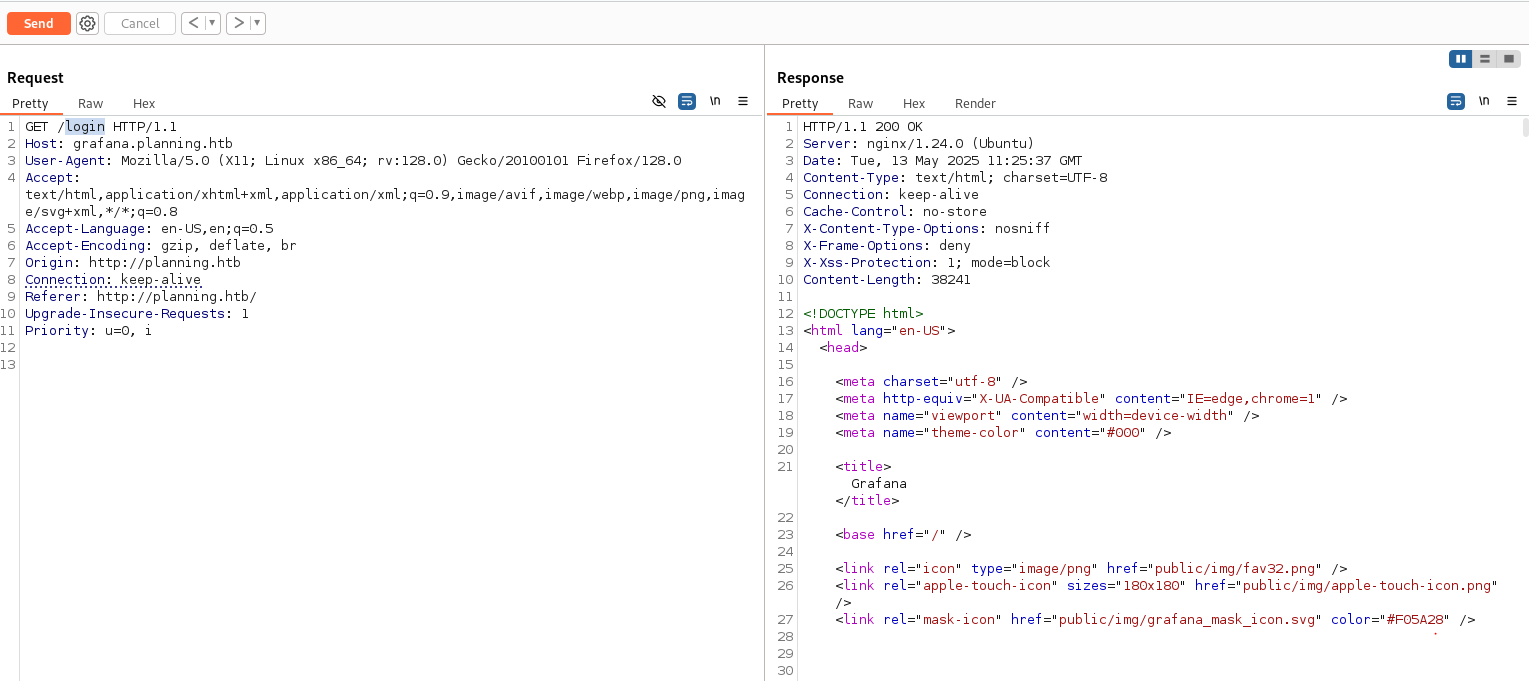 Send Cancel < >
Request
Pretty Raw Hex \n
1 GET /login HTTP/1.1
2 Host: grafana.planning.htb
3 User-Agent: Mozilla/5.0 (X11; Linux x86_64; rv:128.0) Gecko/20100101 Firefox/128.0
4 Accept:
text/html,application/xhtml+xml,application/xml;q=0.9,image/avif,image/webp,image/png,imag
e/svg+xml,*/*;q=0.8
5 Accept-Language: en-US,en;q=0.5
6 Accept-Encoding: gzip, deflate, br
7 Origin: http://planning.htb
8 Connection: keep-alive
9 Referer: http://planning.htb/
10 Upgrade-Insecure-Requests: 1
11 Priority: u=0, i
12
13
Response
Pretty Raw Hex Render \n
1 HTTP/1.1 200 OK
2 Server: nginx/1.24.0 (Ubuntu)
3 Date: Tue, 13 May 2025 11:25:37 GMT
4 Content-Type: text/html; charset=UTF-8
5 Connection: keep-alive
6 Cache-Control: no-store
7 X-Content-Type-Options: nosniff
8 X-Frame-Options: deny
9 X-Xss-Protection: 1; mode=block
10 Content-Length: 38241
11
12 <!DOCTYPE html>
13 <html lang="en-US">
14 <head>
15
16 <meta charset="utf-8" />
17 <meta http-equiv="X-UA-Compatible" content="IE=edge,chrome=1" />
18 <meta name="viewport" content="width=device-width" />
19 <meta name="theme-color" content="#000" />
20
21 <title>
Grafana
</title>
22
23 <base href="/" />
24
25 <link rel="icon" type="image/png" href="public/img/fav32.png" />
26 <link rel="apple-touch-icon" sizes="180x180" href="public/img/apple-touch-icon.png"
/>
27 <link rel="mask-icon" href="public/img/grafana_mask_icon.svg" color="#F05A28" />
28
29
30